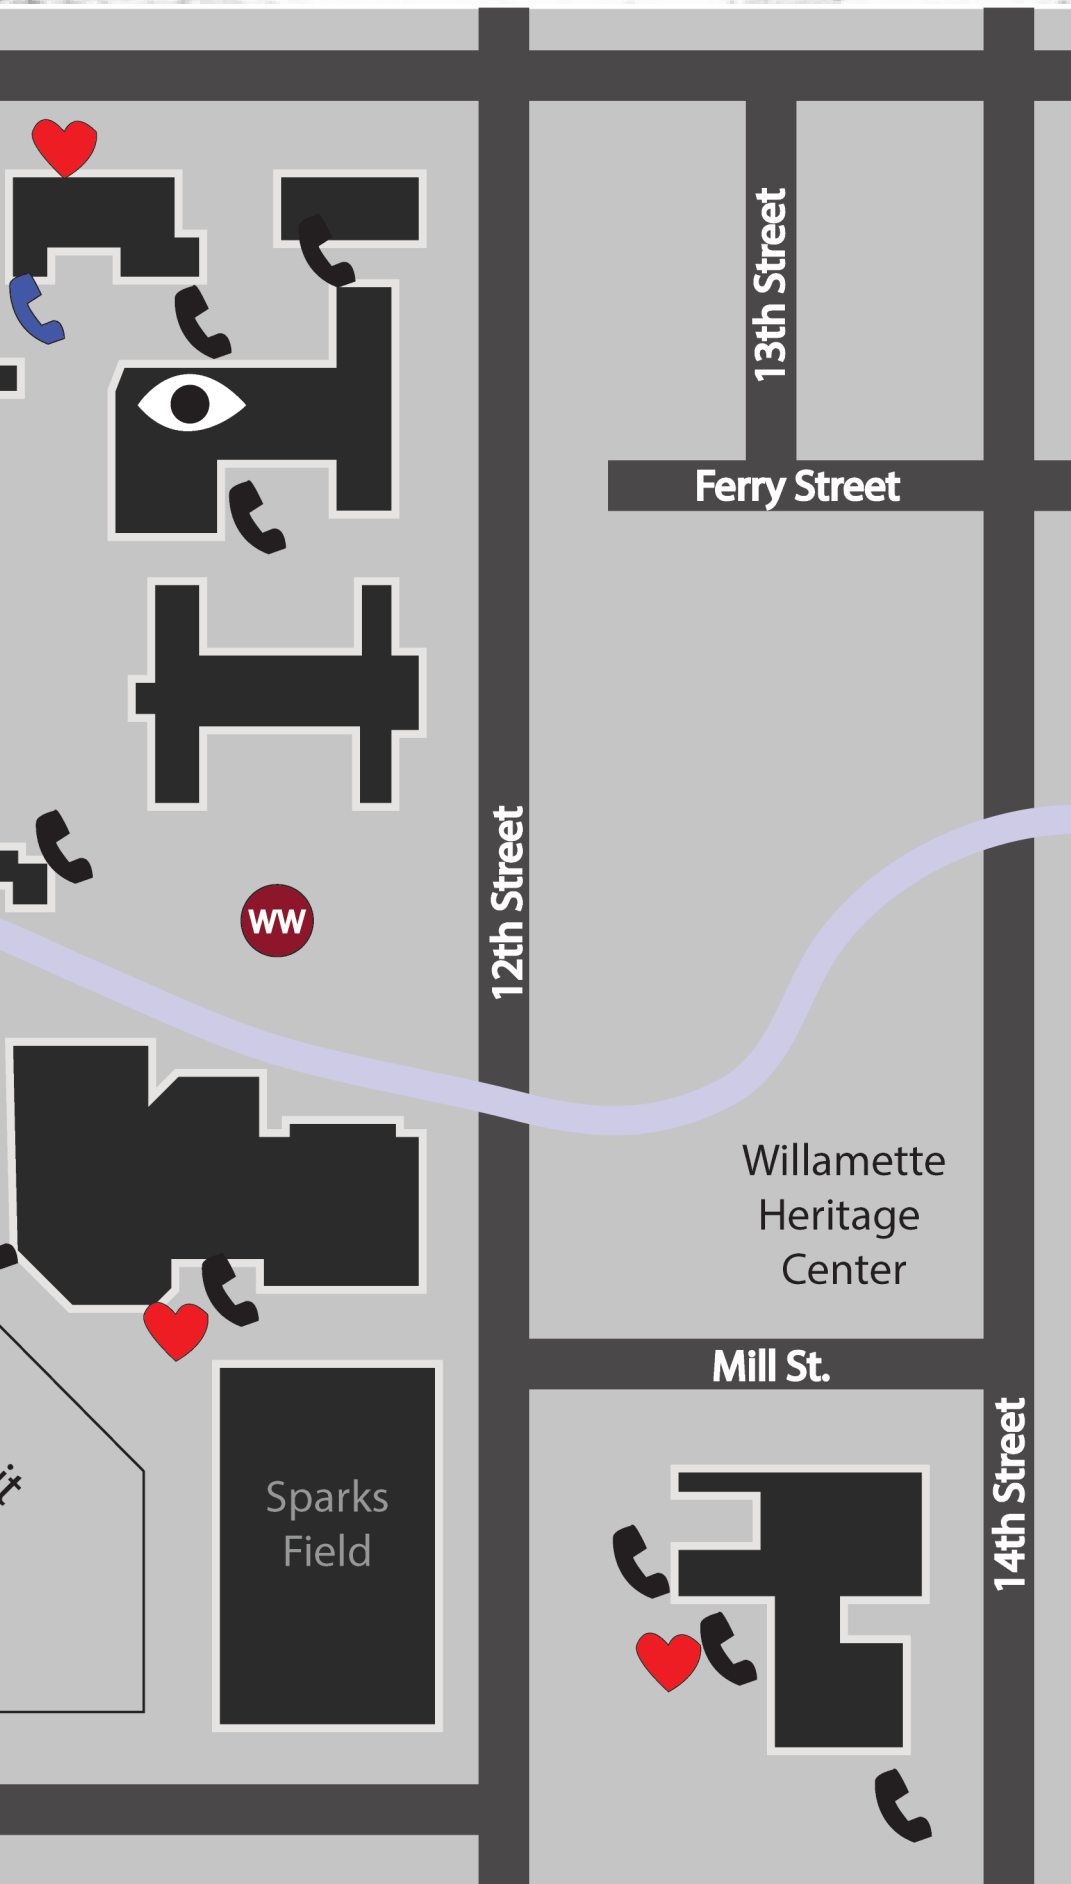 13th Street
Ferry Street
12th Street
WW
Willamette
Heritage
Center
Mill St.
14th Street
Sparks
Field